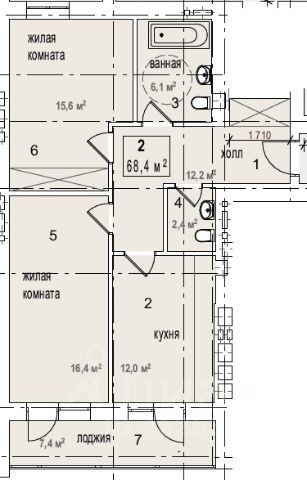 жилая
комната
15,6 м²
ванная
6,1 м²
3
1 710
холл
1
6
2
68,4 м²
12,2 м²
4
2,4 м²
5
2
жилая
комната
кухня
16,4 м²
12,0 м²
лоджия
7
7,4 м²